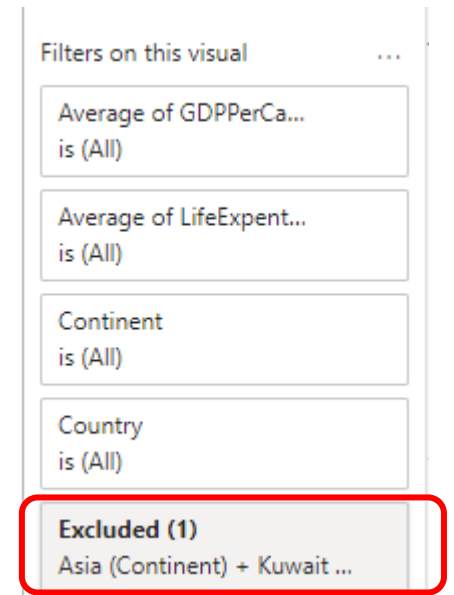 Filters on this visual ...
Average of GDPPerCa...
is (All)
Average of LifeExpent...
is (All)
Continent
is (All)
Country
is (All)
Excluded (1)
Asia (Continent) + Kuwait ...